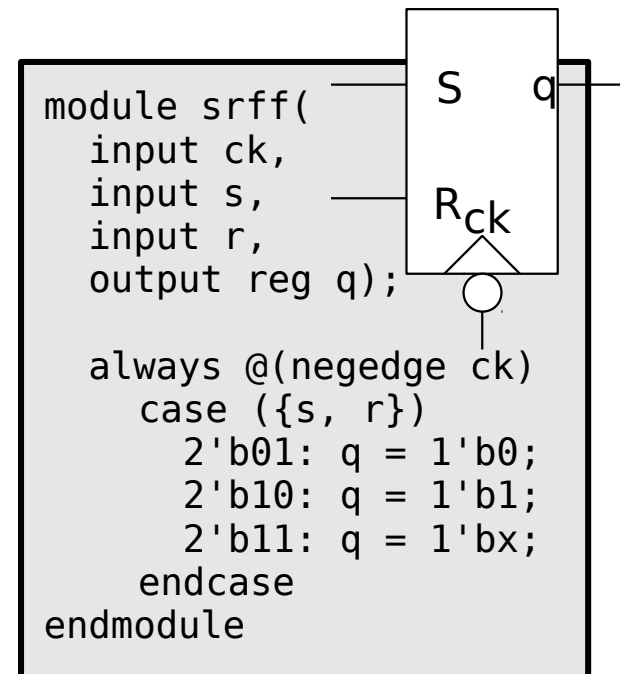 S q
module srff(
input ck,
input s,
R
ck
input r,
output reg q);
always @(negedge ck)
case ({s, r})
2'b01: q = 1'b0;
2'b10: q = 1'b1;
2'b11: q = 1'bx;
endcase
endmodule